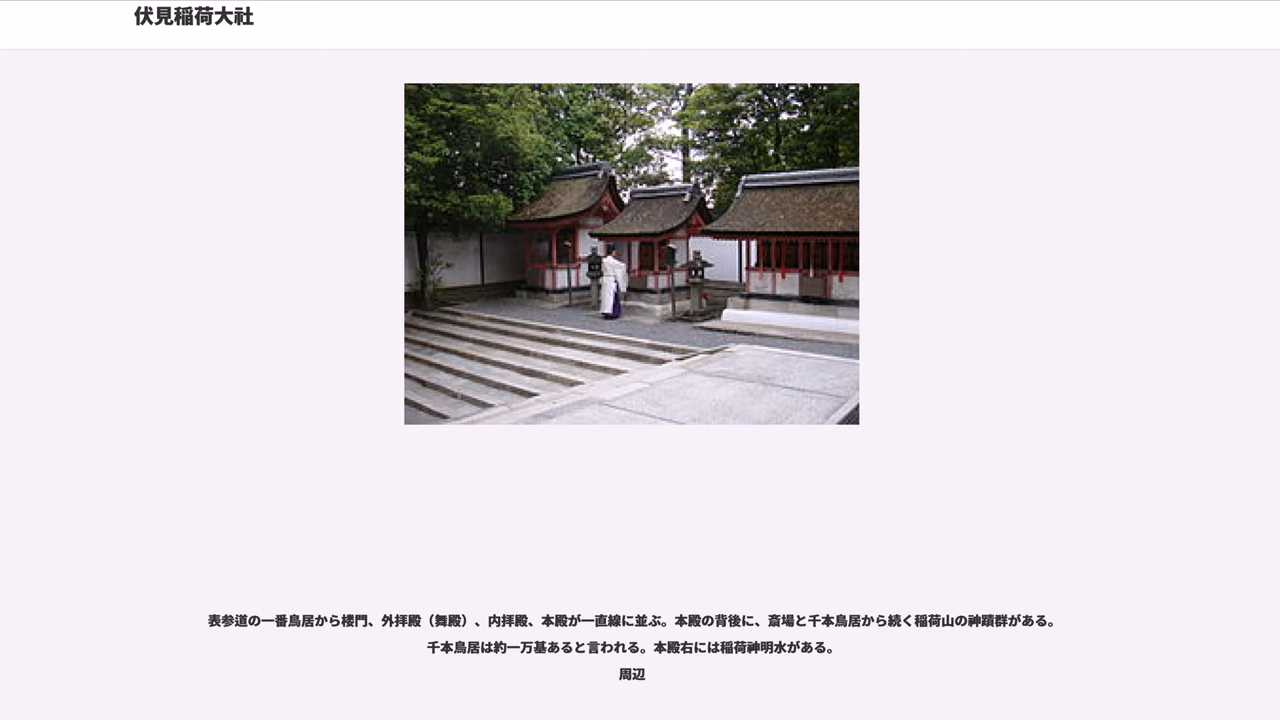 伏見稲荷大社
表参道の一番鳥居から楼門、外拝殿（舞殿）、内拝殿、本殿が一直線に並ぶ。本殿の背後に、斎場と千本鳥居から続く稲荷山の神蹟群がある。
千本鳥居は約一万基あると言われる。本殿右には稲荷神明水がある。
周辺